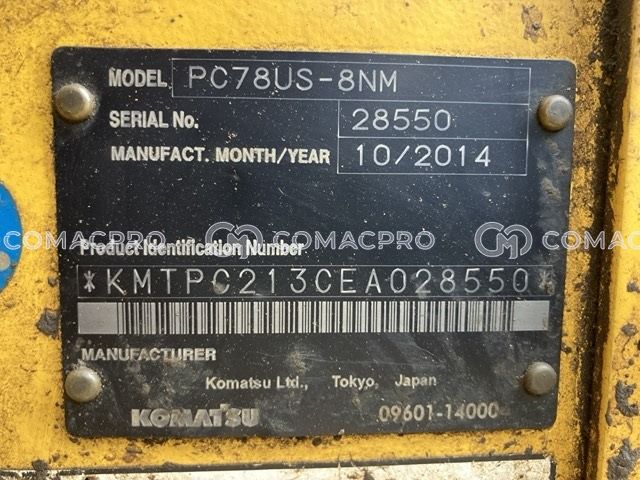 MODEL PC78US-8NM
SERIAL No. 28550
MANUFACT. MONTH/YEAR 10/2014
COMACPRO COMACPRO COMACPRO
Product Identification Number
*KMTPC213CEA028550*
MANUFACTURER
Komatsu Ltd., Tokyo, Japan
KOMATSU 09601-14000